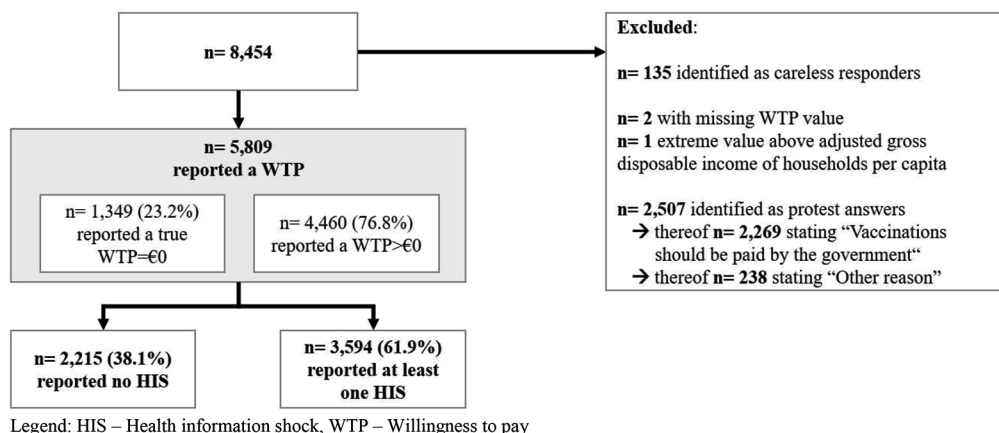 n= 8,454
Excluded:
n= 135 identified as careless responders
n= 2 with missing WTP value
n= 1 extreme value above adjusted gross
disposable income of households per capita
n= 2,507 identified as protest answers
→ thereof n= 2,269 stating “Vaccinations
should be paid by the government“
→ thereof n= 238 stating “Other reason”
n= 5,809
reported a WTP
n= 1,349 (23.2%)
reported a true
WTP=€0
n= 4,460 (76.8%)
reported a WTP>€0
n= 2,215 (38.1%)
reported no HIS
n= 3,594 (61.9%)
reported at least
one HIS
Legend: HIS – Health information shock, WTP – Willingness to pay